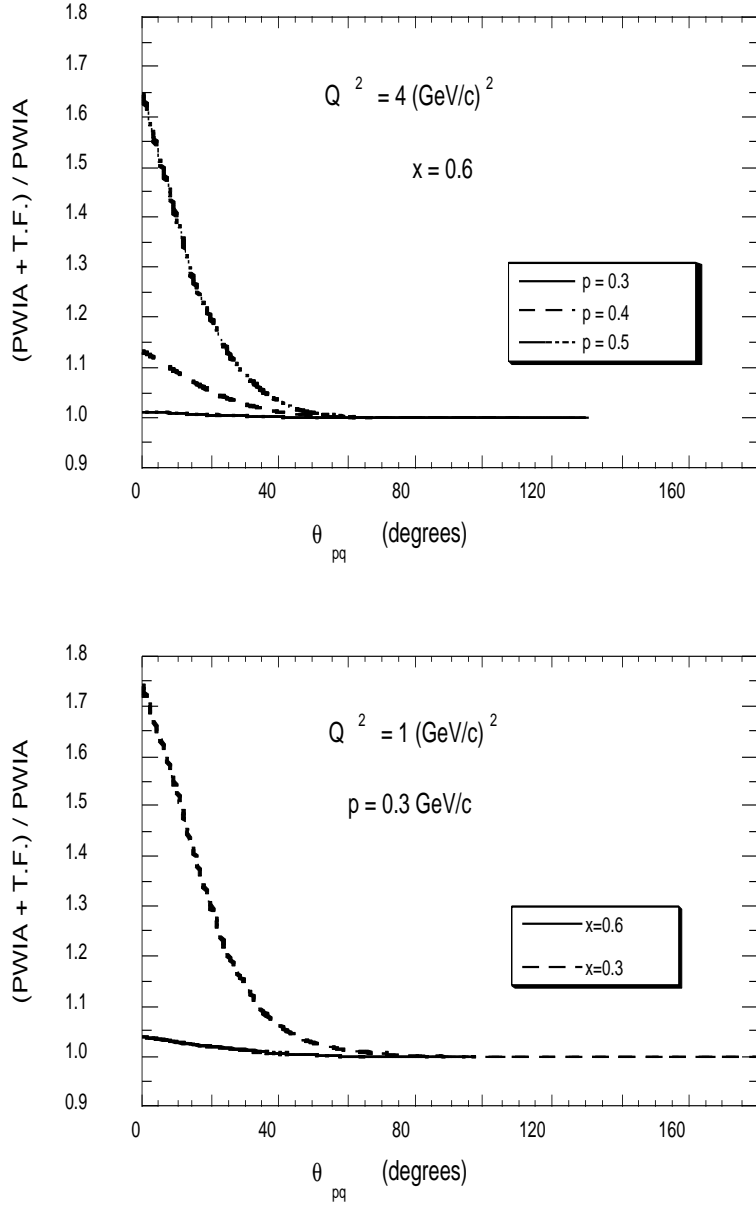 1.8
1.7
1.6
1.5
1.4
1.3
1.2
1.1
1.0
0.9
(PWIA + T.F.) / PWIA
Q 2 = 4 (GeV/c) 2
x = 0.6
p = 0.3
p = 0.4
p = 0.5
0 40 80 120 160
θ pq (degrees)
1.8
1.7
1.6
1.5
1.4
1.3
1.2
1.1
1.0
0.9
(PWIA + T.F.) / PWIA
Q 2 = 1 (GeV/c) 2
p = 0.3 GeV/c
x=0.6
x=0.3
0 40 80 120 160
θ pq (degrees)